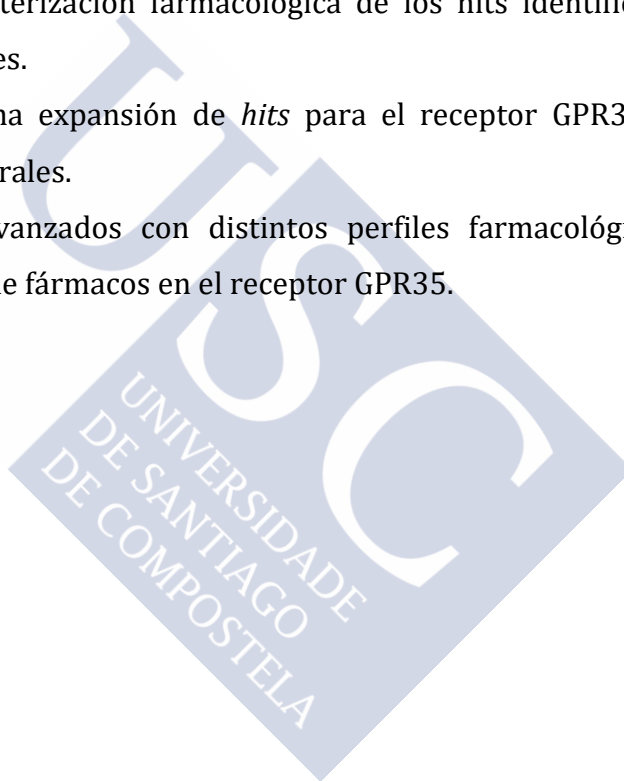 terización farmacológica de los hits identific
es.
na expansión de hits para el receptor GPR3
rales.
vanzados con distintos perfiles farmacológi
e fármacos en el receptor GPR35.
USC
UNIVERSIDADE
DE SANTIAGO
DE COMPOSTELA